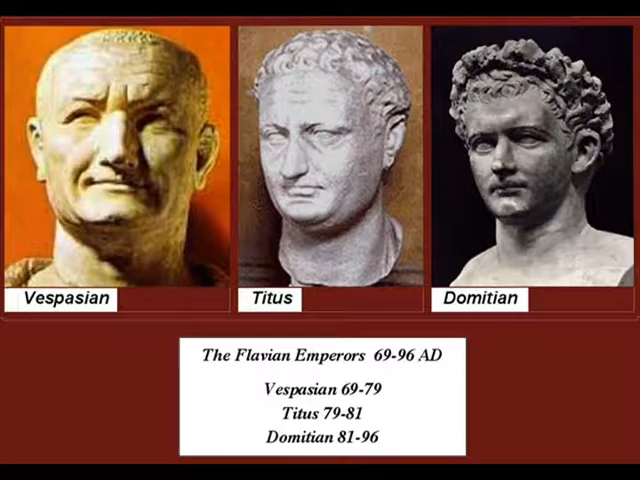 Vespasian
Titus
Domitian
The Flavian Emperors 69-96 AD
Vespasian 69-79
Titus 79-81
Domitian 81-96